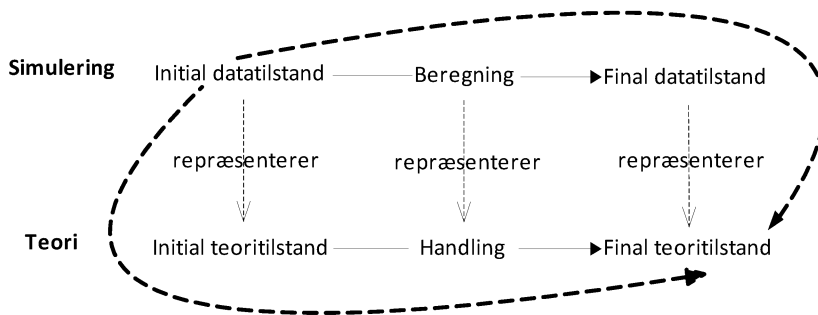 Simulering Initial datatilstand Beregning Final datatilstand
repræsenterer repræsenterer repræsenterer
Teori Initial teoritilstand Handling Final teoritilstand